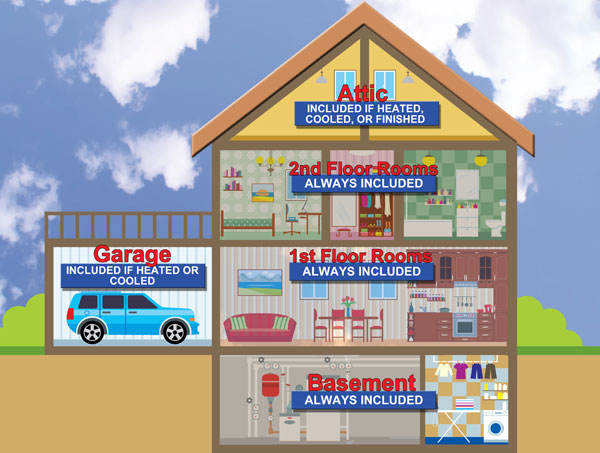 Attic
INCLUDED IF HEATED,
COOLED, OR FINISHED
2nd Floor Rooms
ALWAYS INCLUDED
Garage
INCLUDED IF HEATED OR
COOLED
1st Floor Rooms
ALWAYS INCLUDED
Basement
ALWAYS INCLUDED